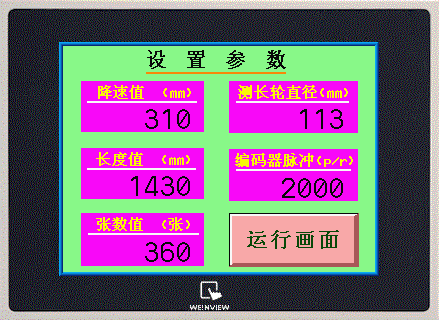 设置参数
降速值 (mm)
310
测长轮直径(mm)
113
长度值 (mm)
1430
编码器脉冲(p/r)
2000
张数值 (张)
360
运行画面
WEINVIEW